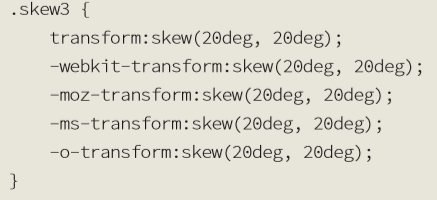 .skew3 {
    transform:skew(20deg, 20deg);
    -webkit-transform:skew(20deg, 20deg);
    -moz-transform:skew(20deg, 20deg);
    -ms-transform:skew(20deg, 20deg);
    -o-transform:skew(20deg, 20deg);
}